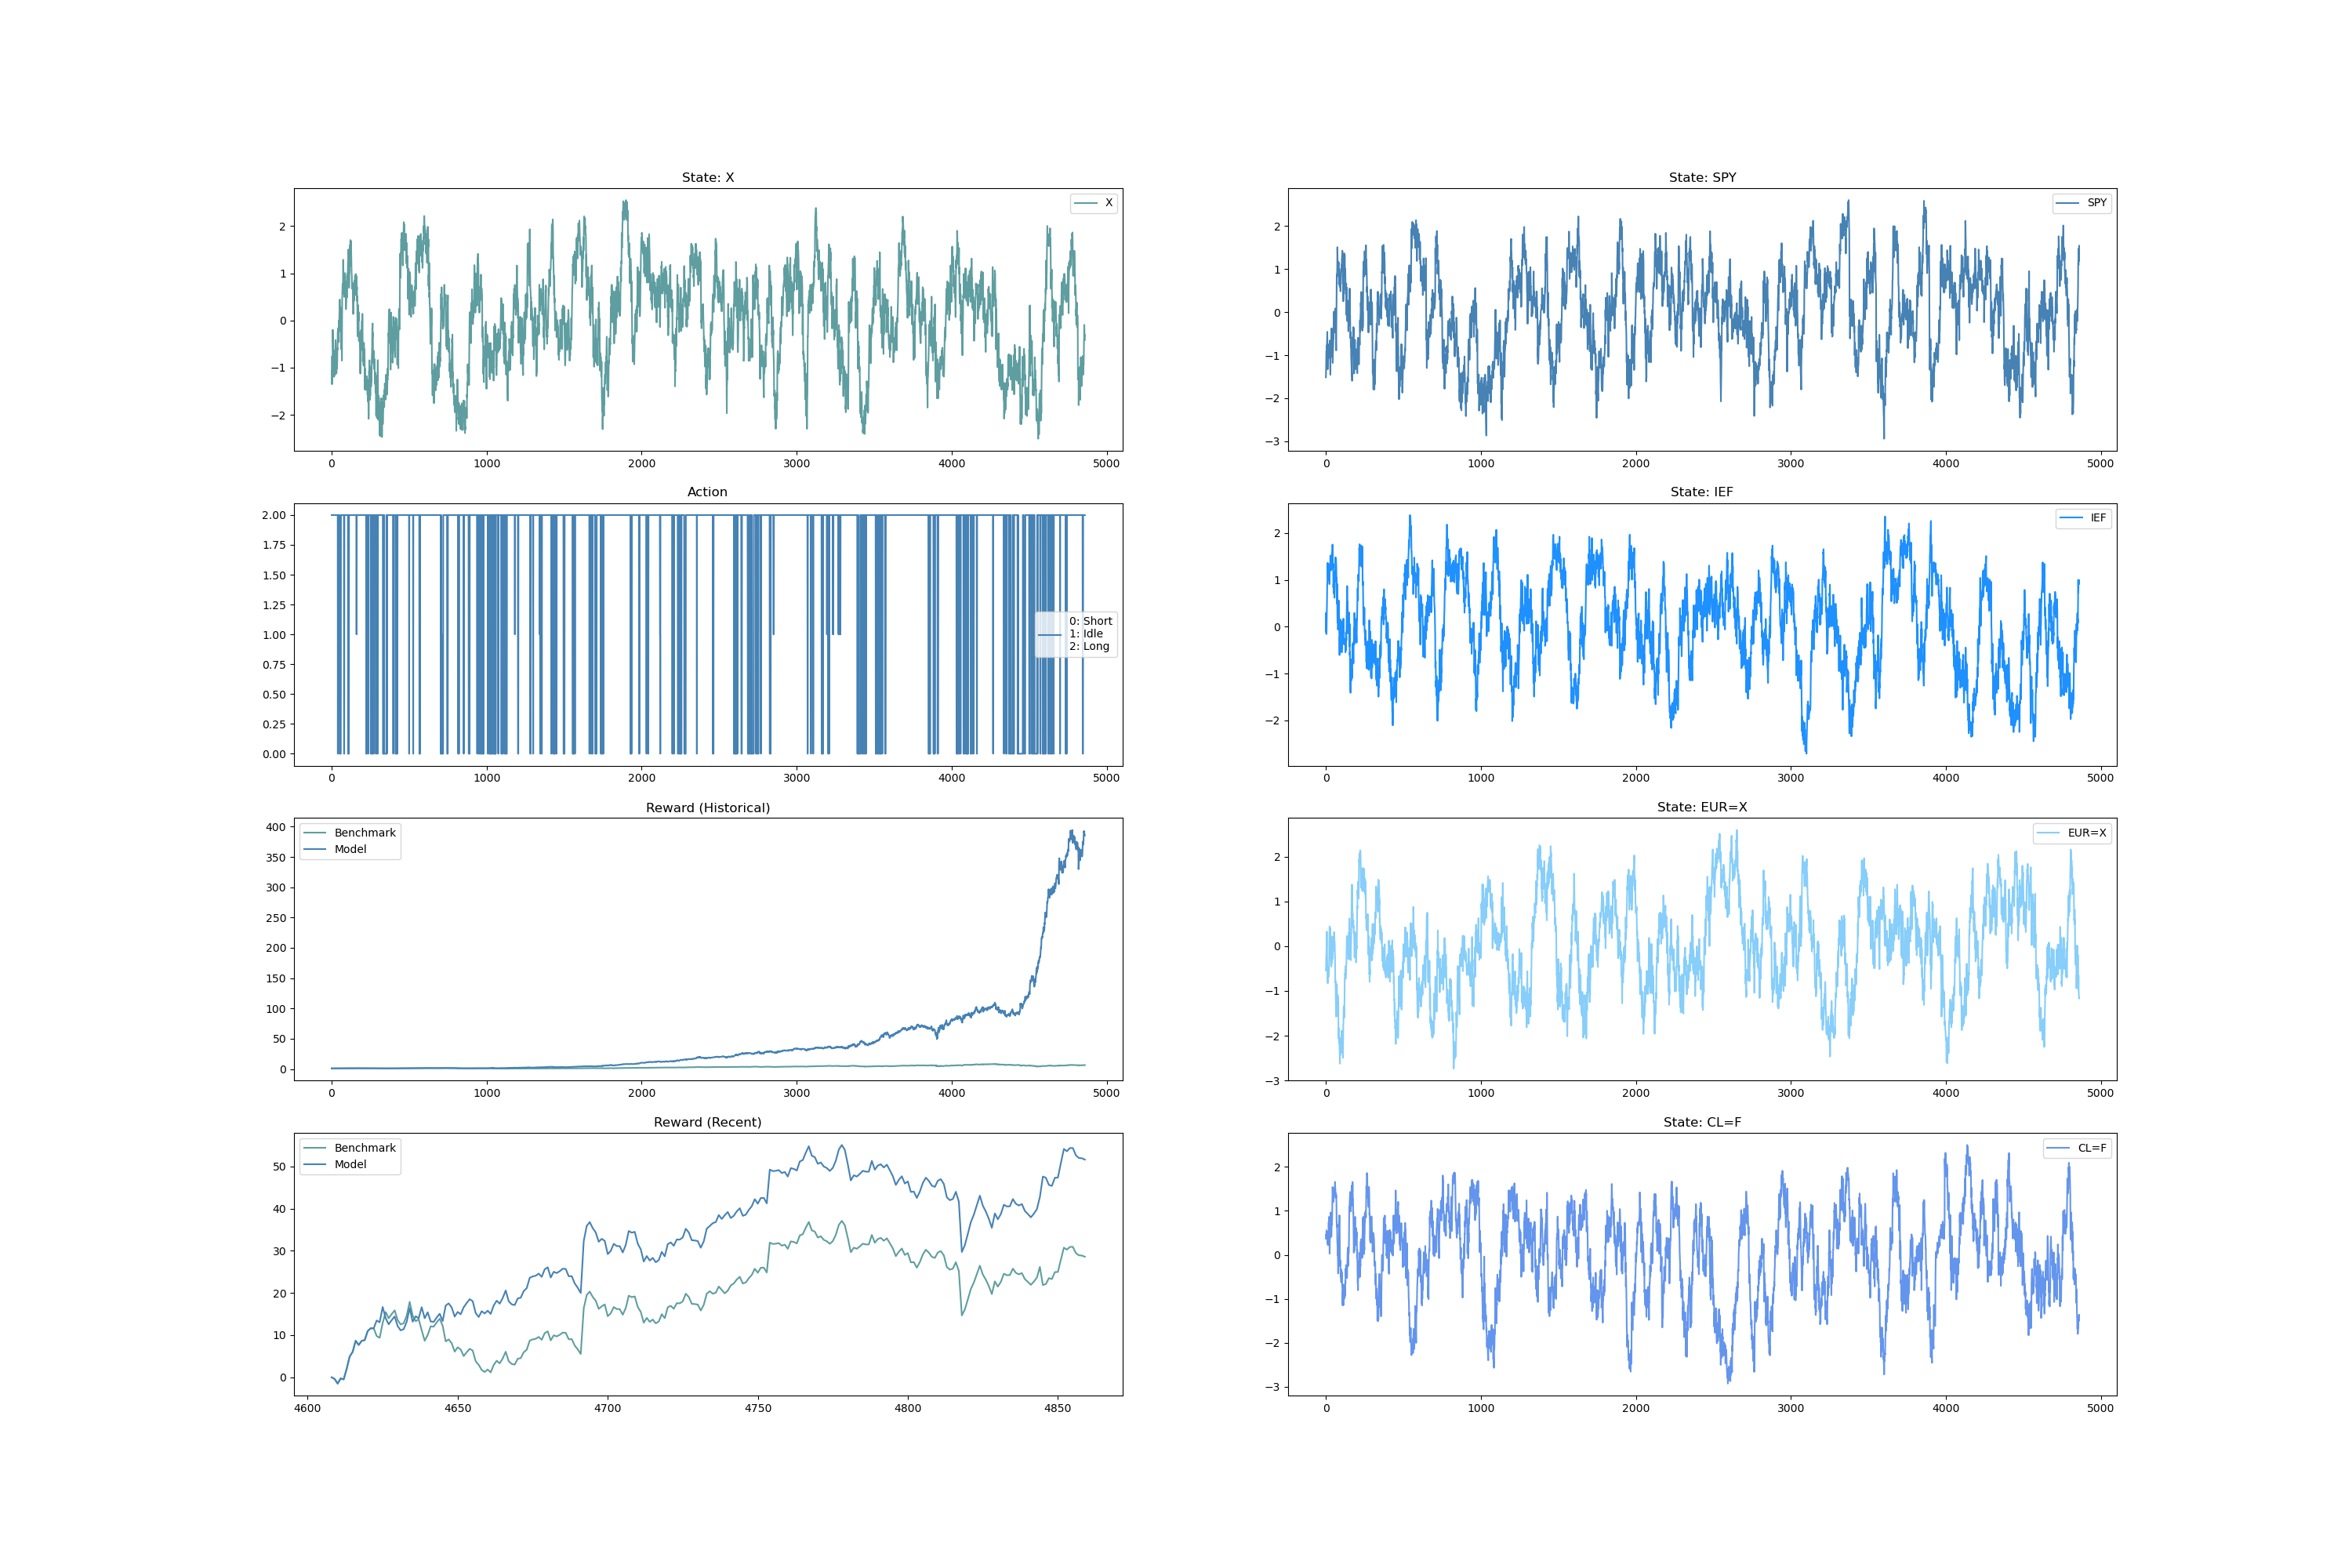 State: X
X
2
1
0
−1
−2
0 1000 2000 3000 4000 5000
Action
2.00
1.75
1.50
1.25
1.00
0.75
0.50
0.25
0.00
0: Short
1: Idle
2: Long
0 1000 2000 3000 4000 5000
Reward (Historical)
Benchmark
Model
400
350
300
250
200
150
100
50
0
0 1000 2000 3000 4000 5000
Reward (Recent)
Benchmark
Model
50
40
30
20
10
0
4600 4650 4700 4750 4800 4850
State: SPY
SPY
2
1
0
−1
−2
−3
0 1000 2000 3000 4000 5000
State: IEF
IEF
2
1
0
−1
−2
0 1000 2000 3000 4000 5000
State: EUR=X
EUR=X
2
1
0
−1
−2
−3
0 1000 2000 3000 4000 5000
State: CL=F
CL=F
2
1
0
−1
−2
−3
0 1000 2000 3000 4000 5000